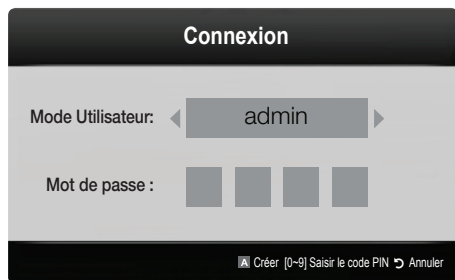 Connexion
Mode Utilisateur: admin
Mot de passe :
A Créer [0~9] Saisir le code PIN Annuler